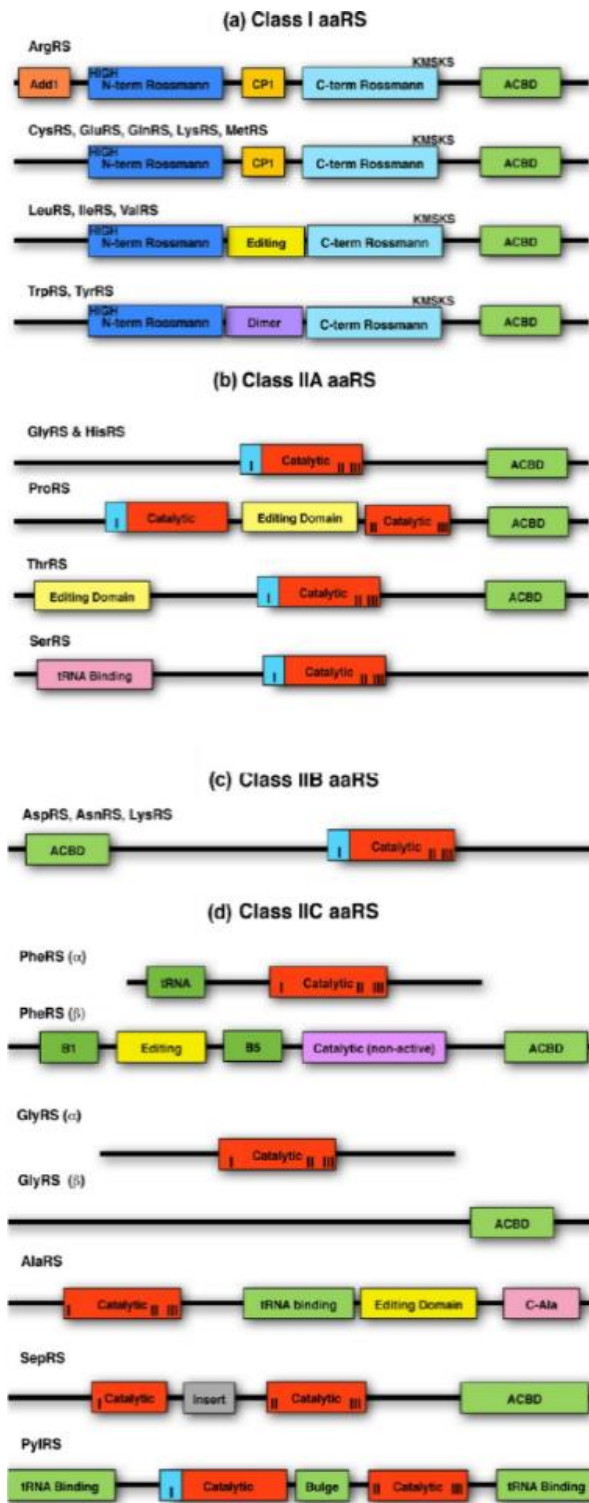 (a) Class I aaRS
ArgRS
KMSKS
HIGH
Add1 N-term Rossmann CP1 C-term Rossmann ACBD
CysRS, GluRS, GlnRS, LysRS, MetRS
KMSKS
HIGH
N-term Rossmann CP1 C-term Rossmann ACBD
LeuRS, IleRS, ValRS
KMSKS
HIGH
N-term Rossmann Editing C-term Rossmann ACBD
TrpRS, TyrRS
KMSKS
HIGH
N-term Rossmann Dimer C-term Rossmann ACBD
(b) Class IIA aaRS
GlyRS & HisRS
I Catalytic II III ACBD
ProRS
I Catalytic Editing Domain II Catalytic III ACBD
ThrRS
Editing Domain I Catalytic II III ACBD
SerRS
tRNA Binding I Catalytic II III
(c) Class IIB aaRS
AspRS, AsnRS, LysRS
ACBD I Catalytic II III
(d) Class IIC aaRS
PheRS (α)
tRNA I Catalytic II III
PheRS (β)
B1 Editing B5 Catalytic (non-active) ACBD
GlyRS (α)
I Catalytic II III
GlyRS (β)
ACBD
AlaRS
I Catalytic II III tRNA binding Editing Domain C-Ala
SepRS
I Catalytic Insert II Catalytic III ACBD
PylRS
tRNA Binding I Catalytic Bulge II Catalytic III tRNA Binding